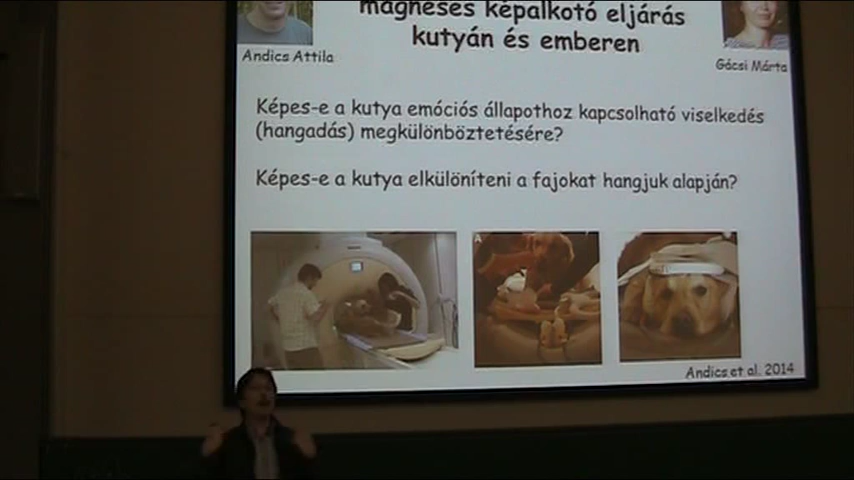 mágneses képalkotó eljárás
kutyán és emberen
Andics Attila
Gácsi Márta
Képes-e a kutya emóciós állapothoz kapcsolható viselkedés
(hangadás) megkülönböztetésére?
Képes-e a kutya elkülöníteni a fajokat hangjuk alapján?
A
Andics et al. 2014